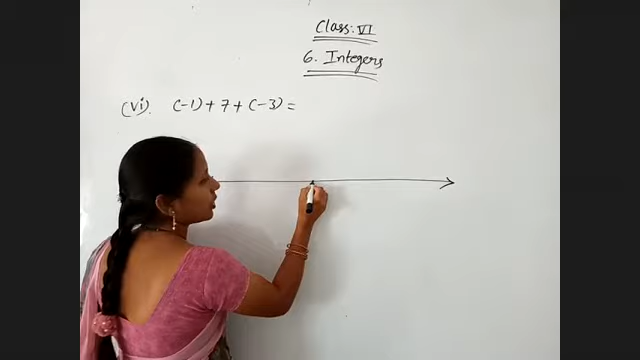 Class: VI
6. Integers
(vi). (-1) + 7 + (-3) =